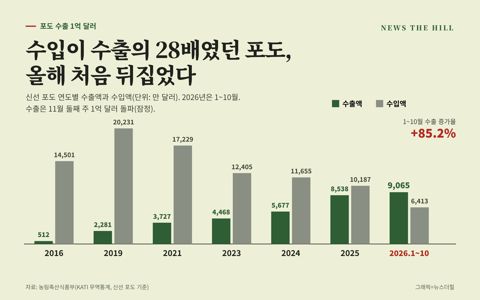 포도 수출 1억 달러
NEWS THE HILL
수입이 수출의 28배였던 포도,
올해 처음 뒤집었다
신선 포도 연도별 수출액과 수입액(단위: 만 달러). 2026년은 1~10월.
수출은 11월 둘째 주 1억 달러 돌파(잠정).
수출액
수입액
1~10월 수출 증가율
+85.2%
512
14,501
2,281
20,231
3,727
17,229
4,468
12,405
5,677
11,655
8,538
10,187
9,065
6,413
2016
2019
2021
2023
2024
2025
2026.1~10
자료: 농림축산식품부(KATI 무역통계, 신선 포도 기준)
그래픽=뉴스더힐